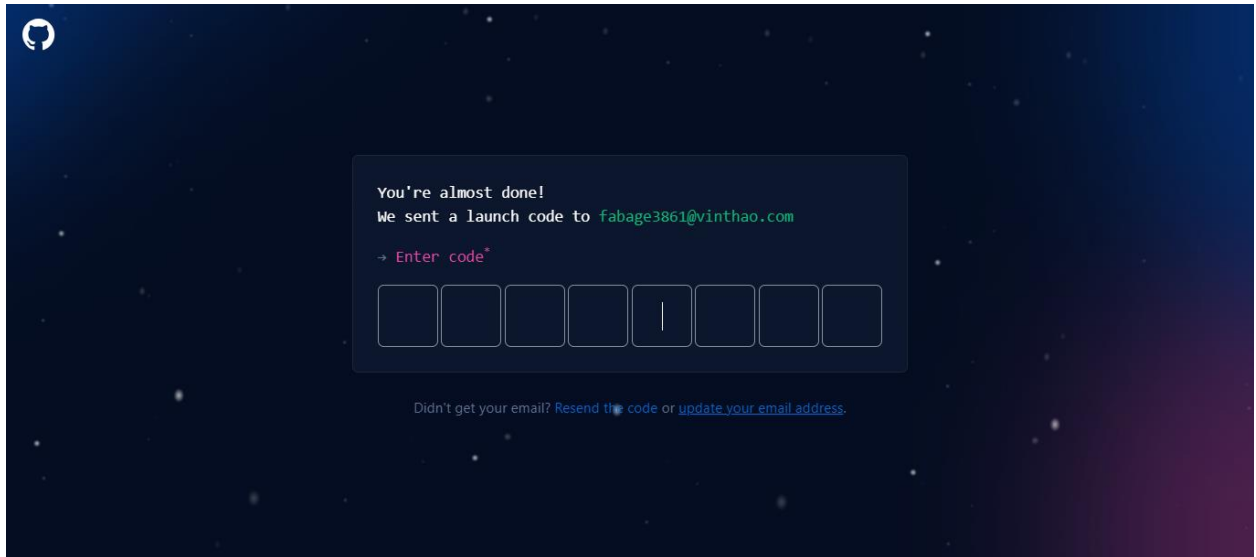 You're almost done!
We sent a launch code to fabage3861@vinthao.com
→ Enter code*
Didn't get your email? Resend the code or update your email address.